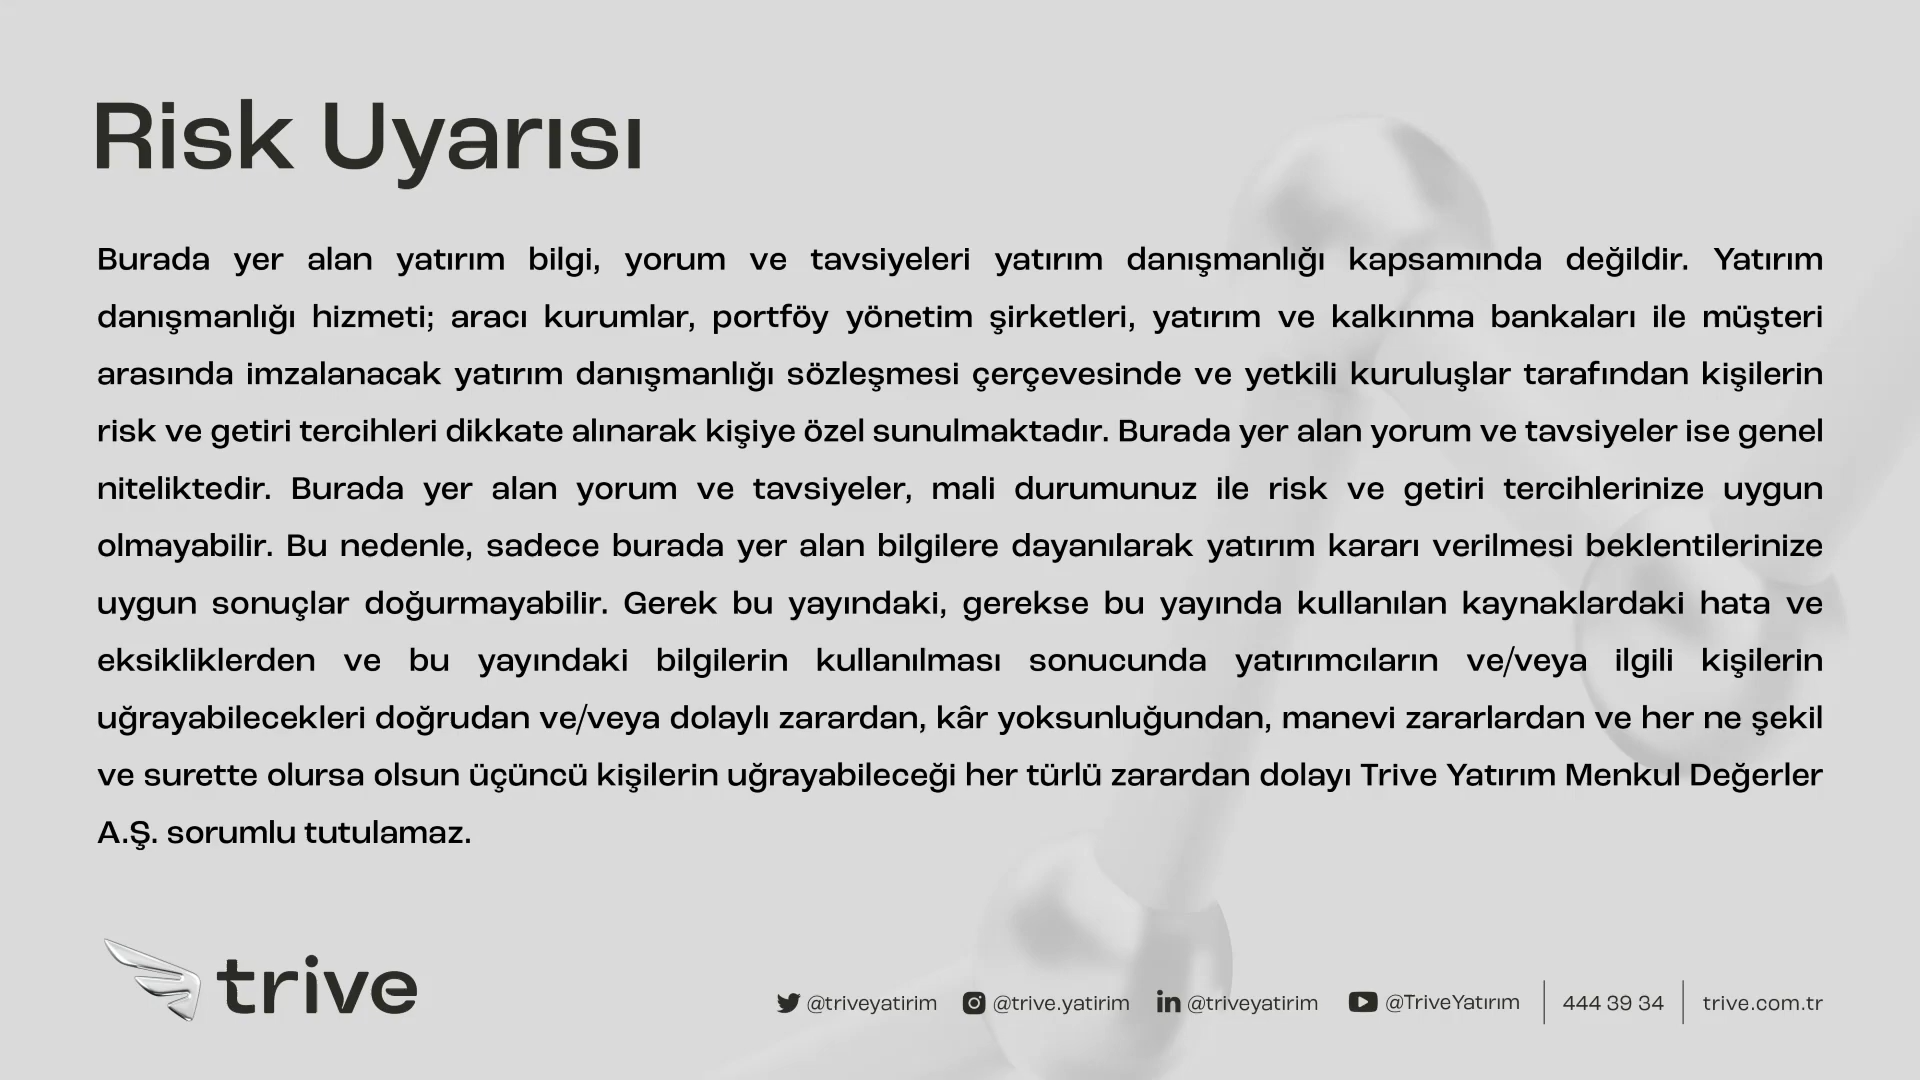 Risk Uyarısı
Burada yer alan yatırım bilgi, yorum ve tavsiyeleri yatırım danışmanlığı kapsamında değildir. Yatırım
danışmanlığı hizmeti; aracı kurumlar, portföy yönetim şirketleri, yatırım ve kalkınma bankaları ile müşteri
arasında imzalanacak yatırım danışmanlığı sözleşmesi çerçevesinde ve yetkili kuruluşlar tarafından kişilerin
risk ve getiri tercihleri dikkate alınarak kişiye özel sunulmaktadır. Burada yer alan yorum ve tavsiyeler ise genel
niteliktedir. Burada yer alan yorum ve tavsiyeler, mali durumunuz ile risk ve getiri tercihlerinize uygun
olmayabilir. Bu nedenle, sadece burada yer alan bilgilere dayanılarak yatırım kararı verilmesi beklentilerinize
uygun sonuçlar doğurmayabilir. Gerek bu yayındaki, gerekse bu yayında kullanılan kaynaklardaki hata ve
eksikliklerden ve bu yayındaki bilgilerin kullanılması sonucunda yatırımcıların ve/veya ilgili kişilerin
uğrayabilecekleri doğrudan ve/veya dolaylı zarardan, kâr yoksunluğundan, manevi zararlardan ve her ne şekil
ve surette olursa olsun üçüncü kişilerin uğrayabileceği her türlü zarardan dolayı Trive Yatırım Menkul Değerler
A.Ş. sorumlu tutulamaz.
trive
@triveyatirim @trive.yatirim @triveyatirim @TriveYatırım 444 39 34 trive.com.tr